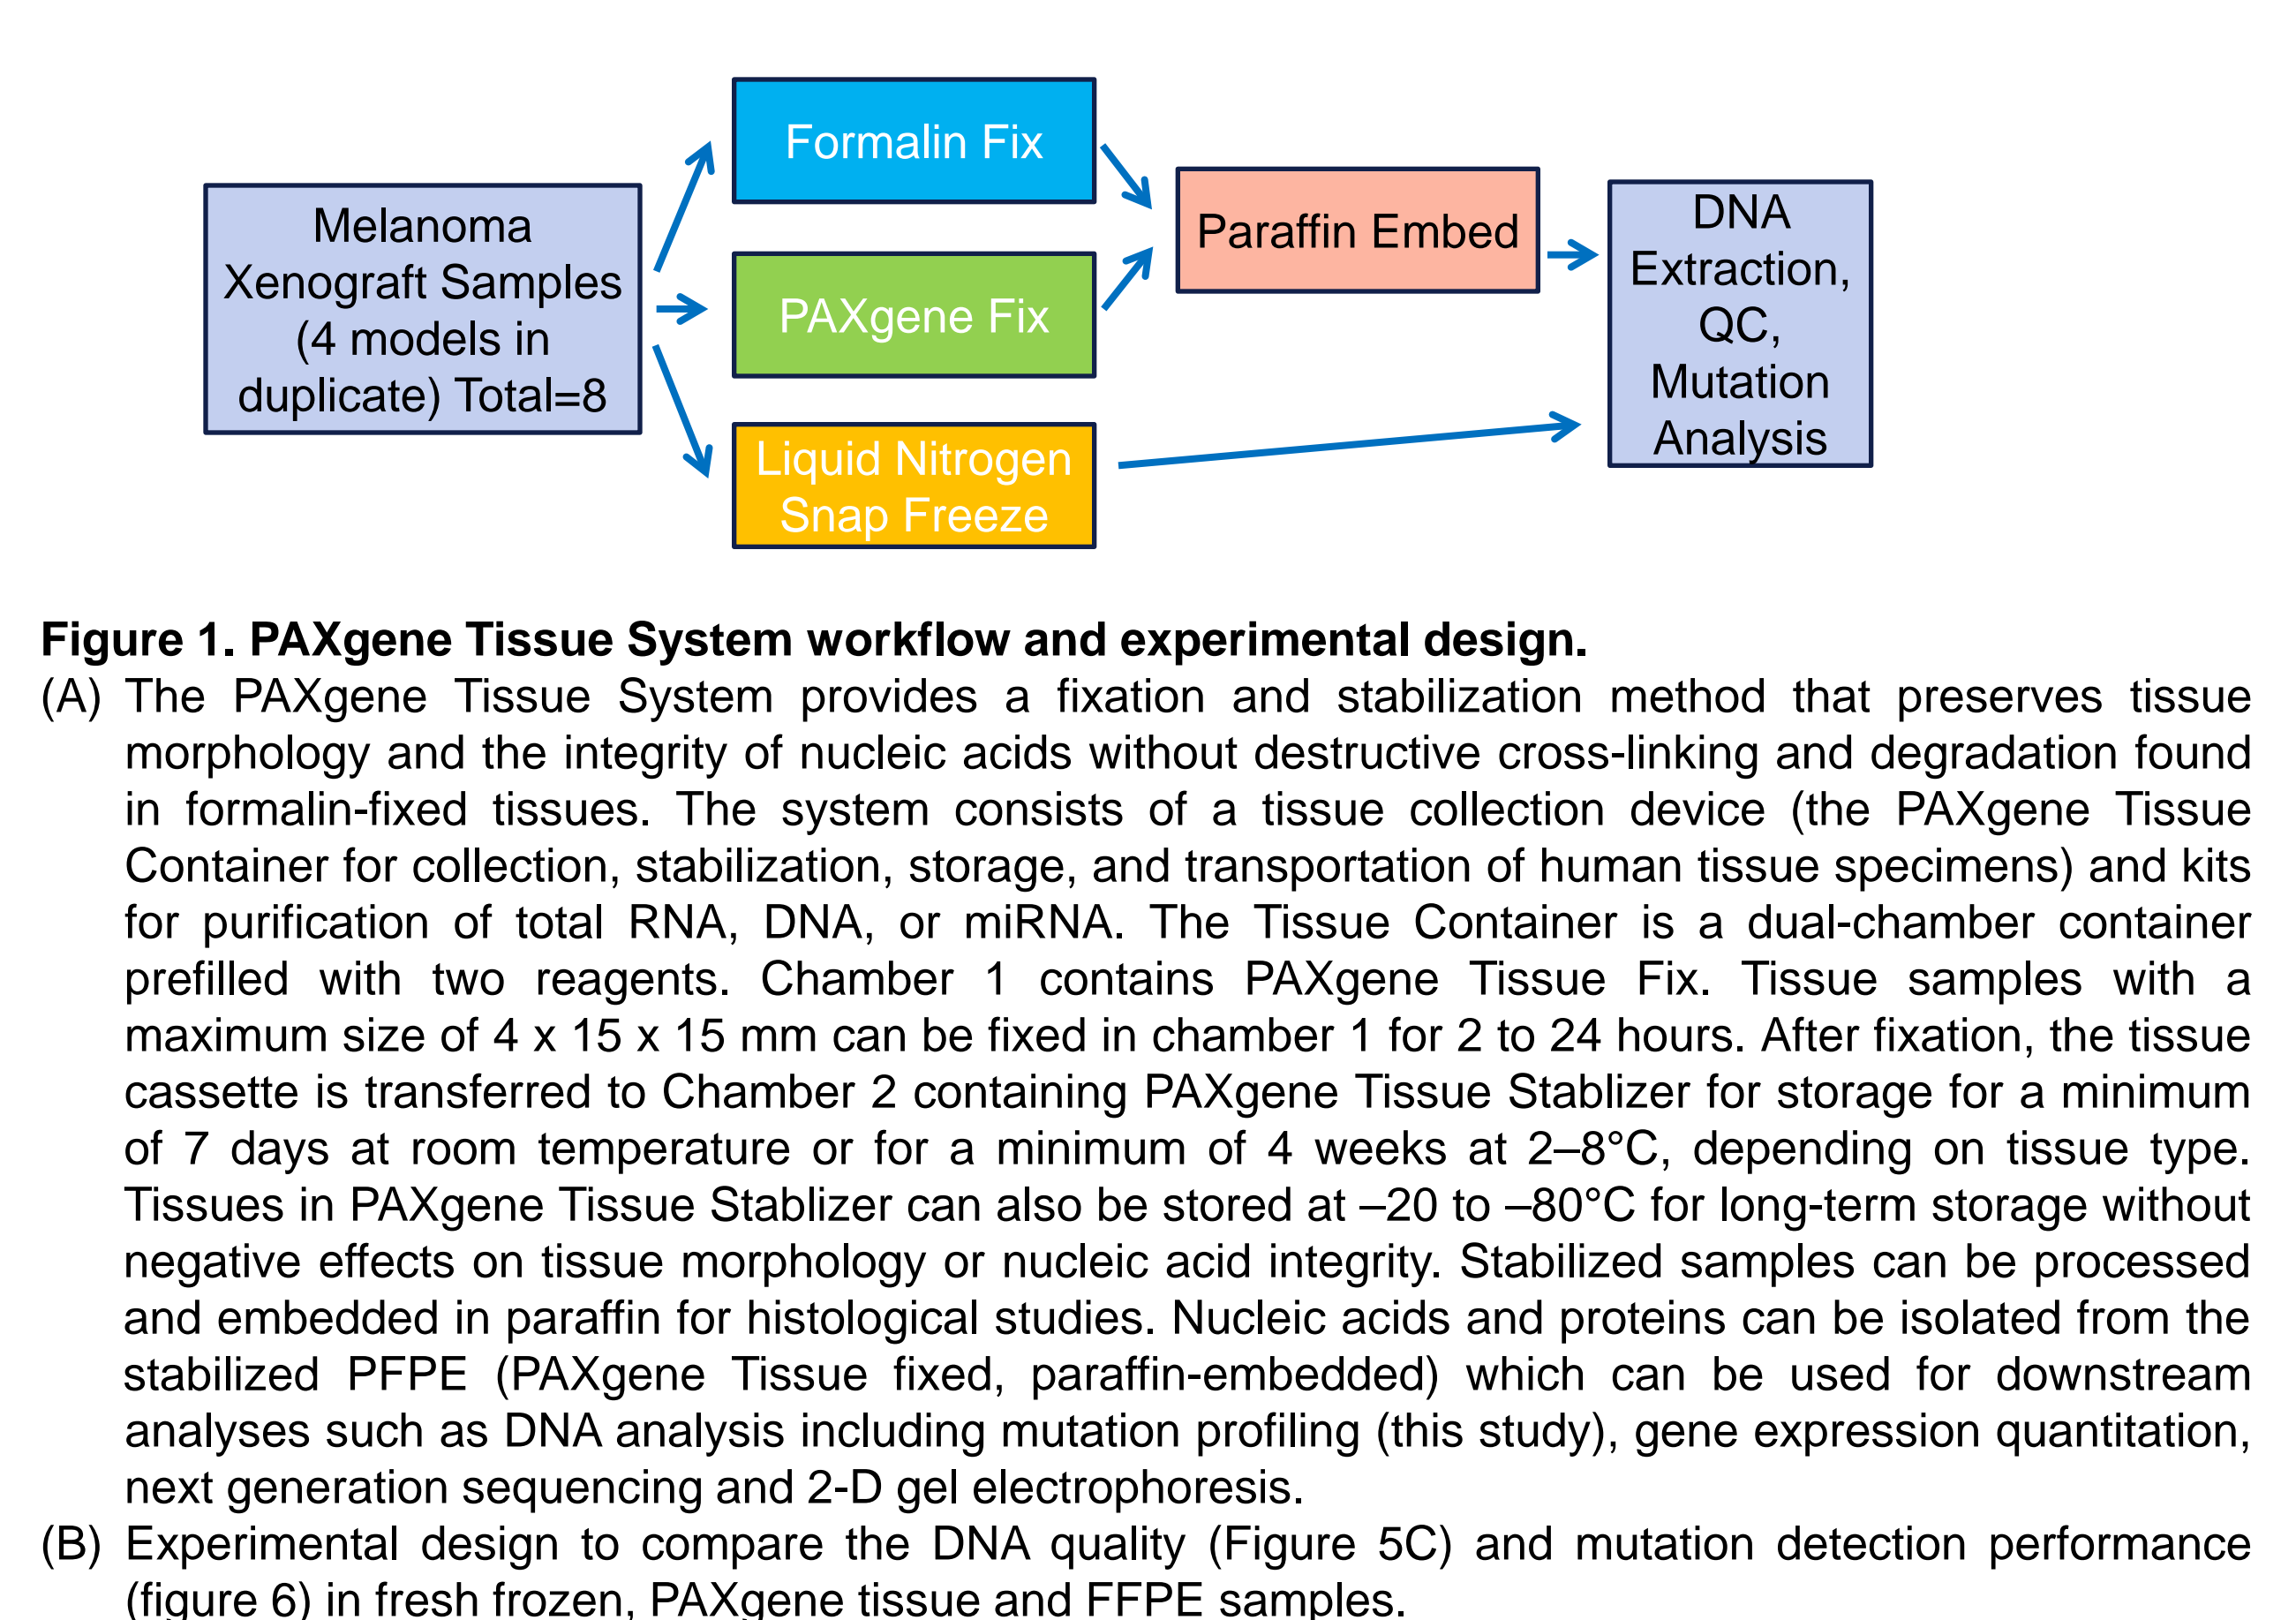 Melanoma
Xenograft Samples
(4 models in
duplicate) Total=8
Formalin Fix
PAXgene Fix
Liquid Nitrogen
Snap Freeze
Paraffin Embed
DNA
Extraction,
QC,
Mutation
Analysis
Figure 1. PAXgene Tissue System workflow and experimental design.
(A) The PAXgene Tissue System provides a fixation and stabilization method that preserves tissue
morphology and the integrity of nucleic acids without destructive cross-linking and degradation found
in formalin-fixed tissues. The system consists of a tissue collection device (the PAXgene Tissue
Container for collection, stabilization, storage, and transportation of human tissue specimens) and kits
for purification of total RNA, DNA, or miRNA. The Tissue Container is a dual-chamber container
prefilled with two reagents. Chamber 1 contains PAXgene Tissue Fix. Tissue samples with a
maximum size of 4 x 15 x 15 mm can be fixed in chamber 1 for 2 to 24 hours. After fixation, the tissue
cassette is transferred to Chamber 2 containing PAXgene Tissue Stablizer for storage for a minimum
of 7 days at room temperature or for a minimum of 4 weeks at 2–8°C, depending on tissue type.
Tissues in PAXgene Tissue Stablizer can also be stored at –20 to –80°C for long-term storage without
negative effects on tissue morphology or nucleic acid integrity. Stabilized samples can be processed
and embedded in paraffin for histological studies. Nucleic acids and proteins can be isolated from the
stabilized PFPE (PAXgene Tissue fixed, paraffin-embedded) which can be used for downstream
analyses such as DNA analysis including mutation profiling (this study), gene expression quantitation,
next generation sequencing and 2-D gel electrophoresis.
(B) Experimental design to compare the DNA quality (Figure 5C) and mutation detection performance
(figure 6) in fresh frozen, PAXgene tissue and FFPE samples.